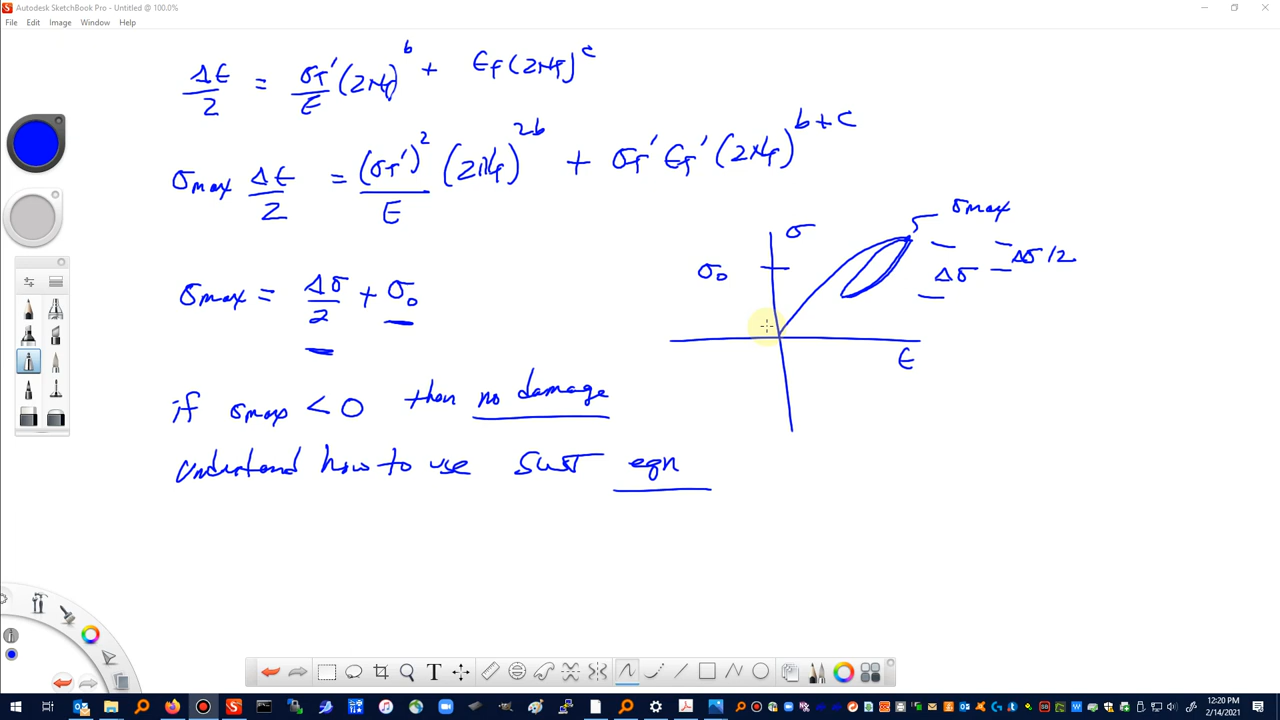 Autodesk SketchBook Pro - Untitled @ 100.0%
File Edit Image Window Help
Δϵ/2 = σf'/E (2Nf)^b + ϵf (2Nf)^c
σmax Δϵ/2 = (σf')^2/E (2Nf)^2b + σf' ϵf' (2Nf)^b+c
σmax
σ
σ0
Δσ/2
Δσ
ϵ
σmax = Δσ/2 + σ0
if σmax < 0 then no damage
understand how to use SWT eqn
T
12:20 PM
2/14/2021